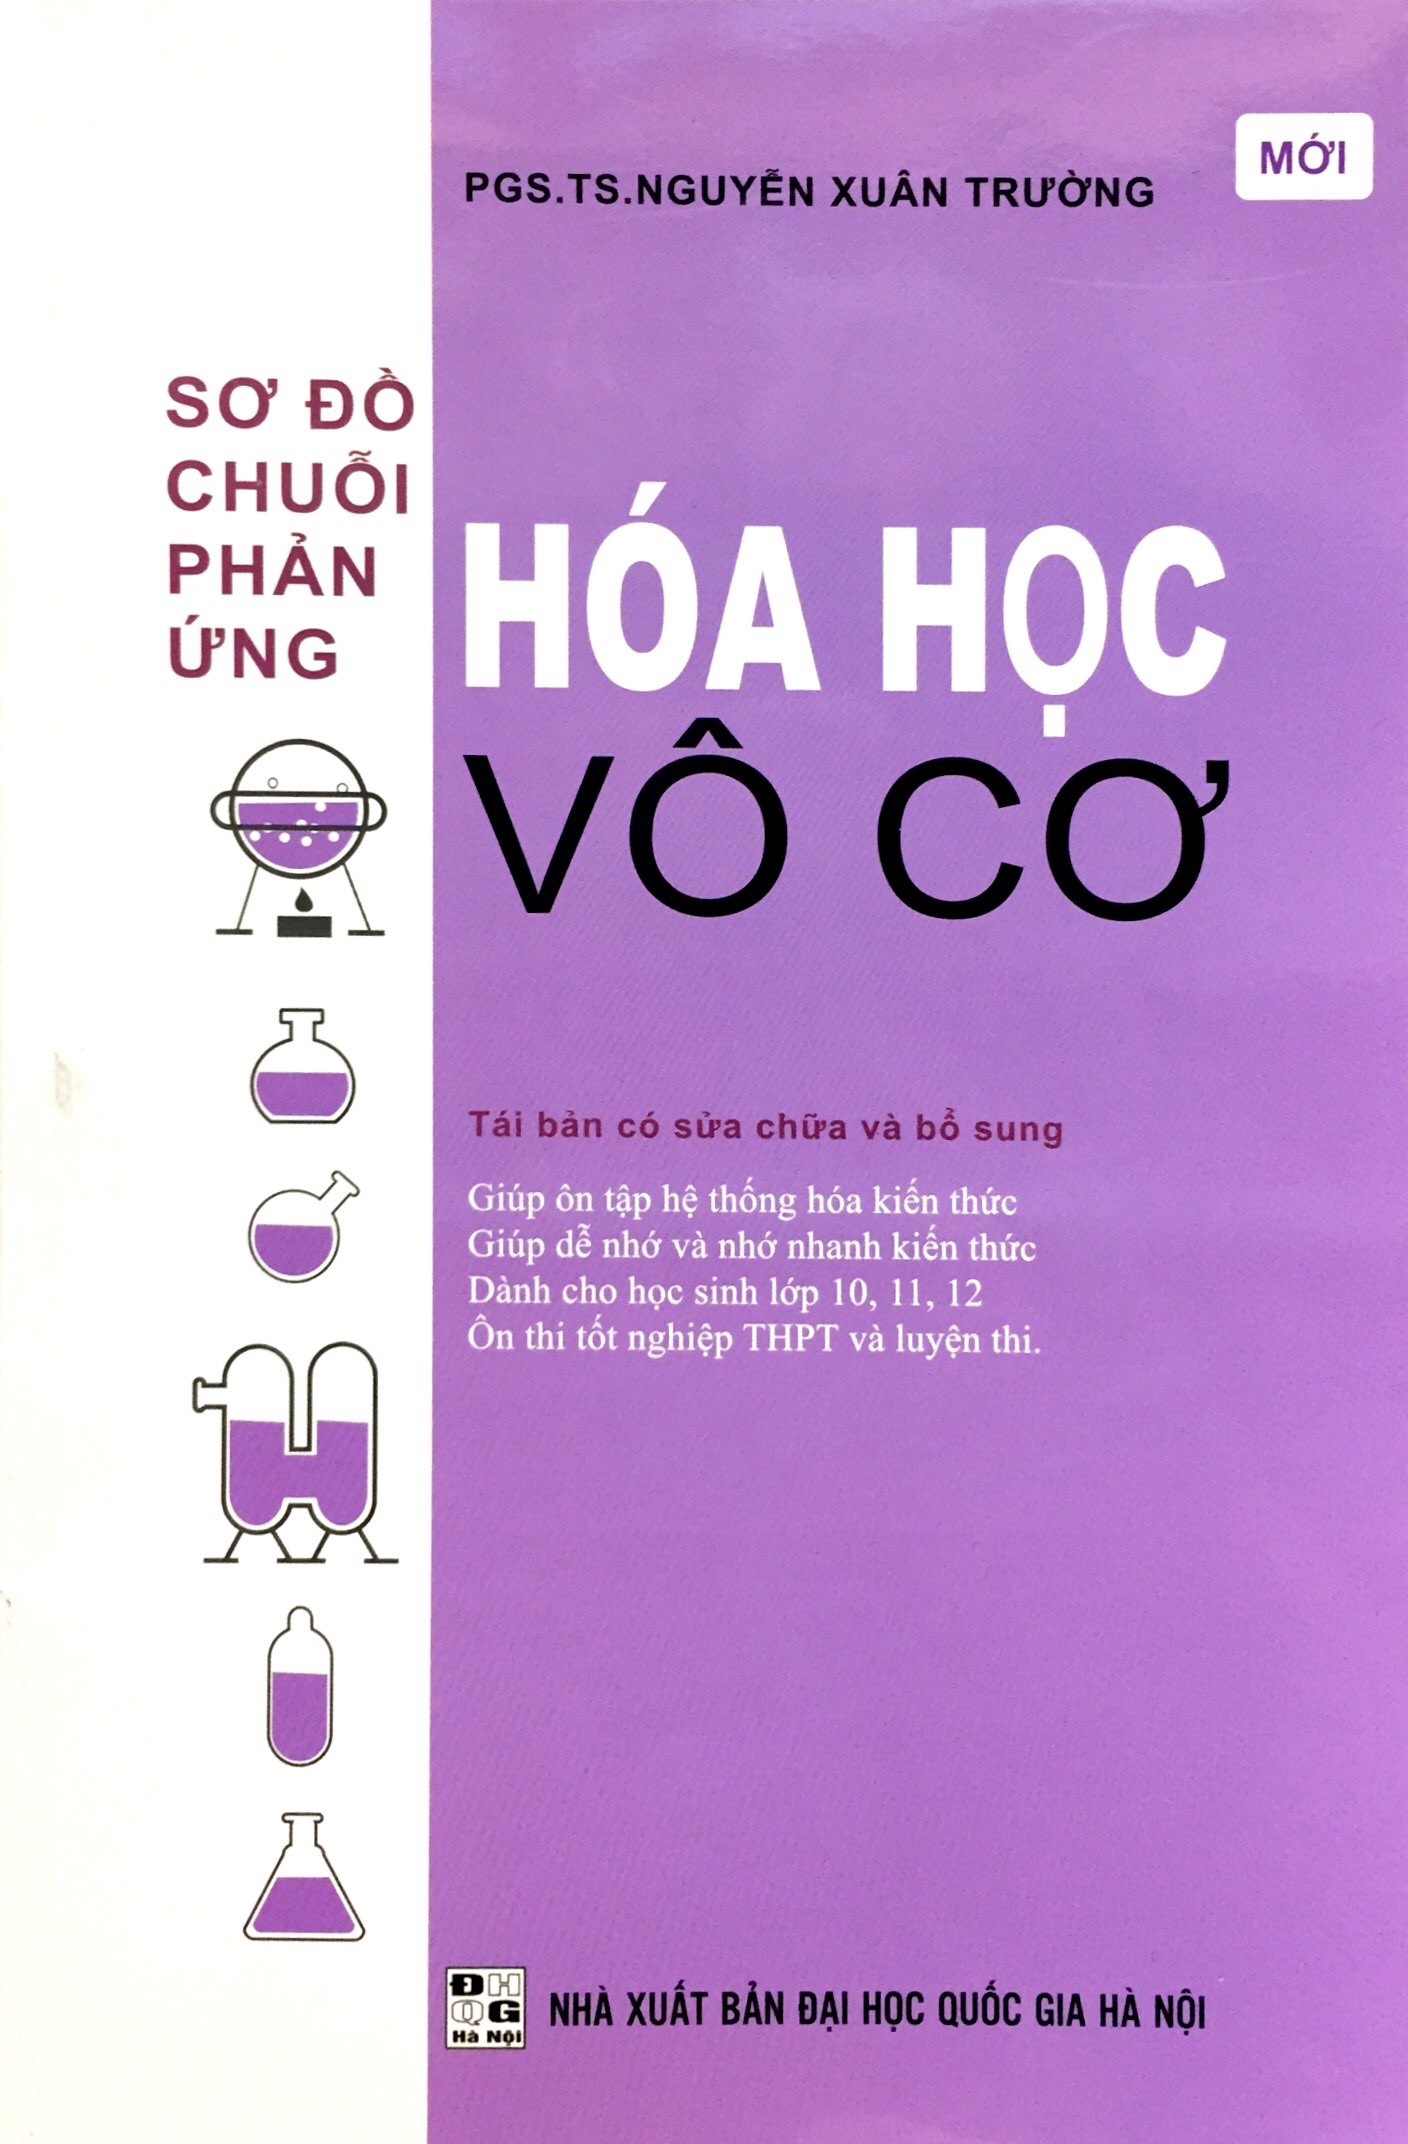 MỚI
PGS.TS.NGUYỄN XUÂN TRƯỜNG
SƠ ĐỒ
CHUỖI
PHẢN
ỨNG
HÓA HỌC
VÔ CƠ
Tái bản có sửa chữa và bổ sung
Giúp ôn tập hệ thống hóa kiến thức
Giúp dễ nhớ và nhớ nhanh kiến thức
Dành cho học sinh lớp 10, 11, 12
Ôn thi tốt nghiệp THPT và luyện thi.
ĐH
QG
Hà Nội
NHÀ XUẤT BẢN ĐẠI HỌC QUỐC GIA HÀ NỘI